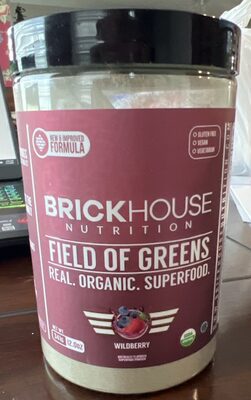 NEW & IMPROVED
FORMULA
GLUTEN FREE
VEGAN
VEGETARIAN
BRICKHOUSE
NUTRITION
FIELD OF GREENS
REAL. ORGANIC. SUPERFOOD.
WILDBERRY